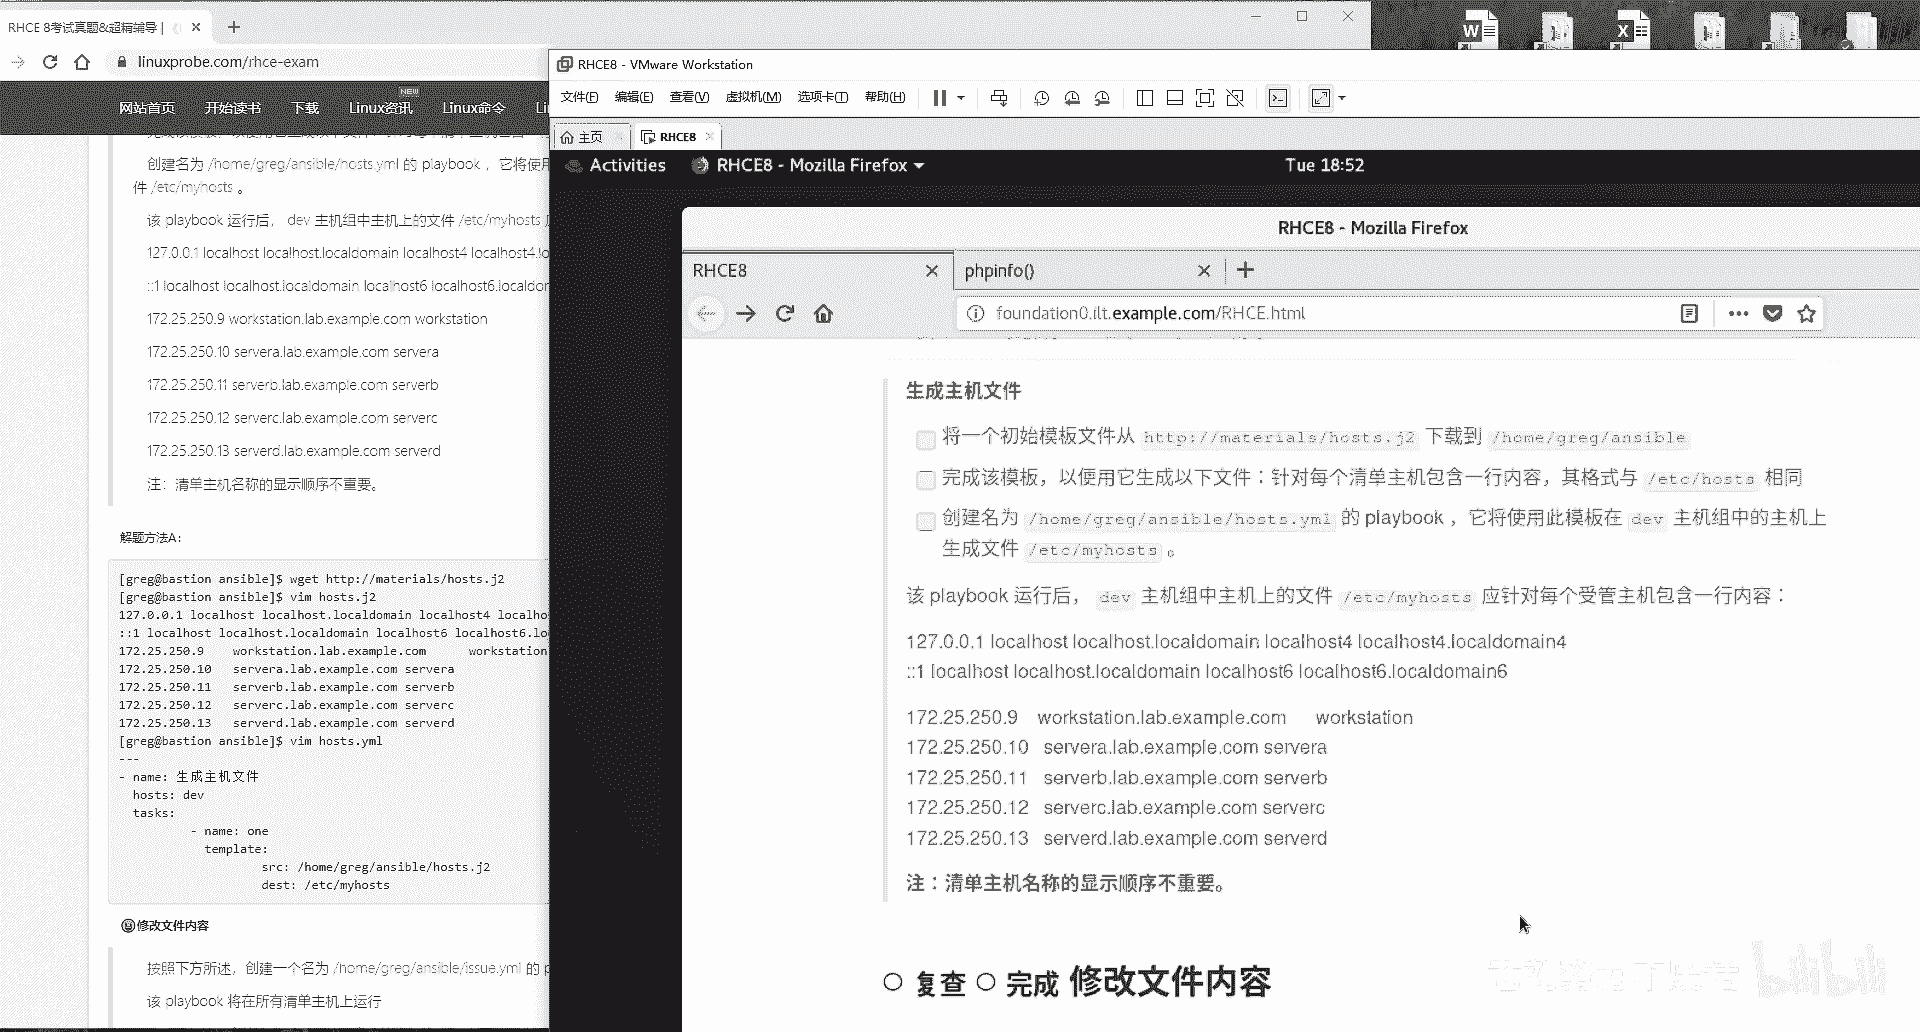 RHCE 8考试真题&超精辅导 |
linuxprobe.com/rhce-exam
网站首页 开始读书 下载 Linux资讯 NEW Linux命令
创建名为 /home/greg/ansible/hosts.yml 的 playbook ，它将使用
件 /etc/myhosts 。
该 playbook 运行后， dev 主机组中主机上的文件 /etc/myhosts
127.0.0.1 localhost localhost.localdomain localhost4 localhost4.lo
::1 localhost localhost.localdomain localhost6 localhost6.localdor
172.25.250.9 workstation.lab.example.com workstation
172.25.250.10 servera.lab.example.com servera
172.25.250.11 serverb.lab.example.com serverb
172.25.250.12 serverc.lab.example.com serverc
172.25.250.13 serverd.lab.example.com serverd
注：清单主机名称的显示顺序不重要。
解题方法A:
[greg@bastion ansible]$ wget http://materials/hosts.j2
[greg@bastion ansible]$ vim hosts.j2
127.0.0.1 localhost localhost.localdomain localhost4 localho
::1 localhost localhost.localdomain localhost6 localhost6.lo
172.25.250.9 workstation.lab.example.com workstation
172.25.250.10 servera.lab.example.com servera
172.25.250.11 serverb.lab.example.com serverb
172.25.250.12 serverc.lab.example.com serverc
172.25.250.13 serverd.lab.example.com serverd
[greg@bastion ansible]$ vim hosts.yml
---
- name: 生成主机文件
hosts: dev
tasks:
- name: one
template:
src: /home/greg/ansible/hosts.j2
dest: /etc/myhosts
修改文件内容
按照下方所述，创建一个名为 /home/greg/ansible/issue.yml 的 p
该 playbook 将在所有清单主机上运行
RHCE8 - VMware Workstation
文件(F) 编辑(E) 查看(V) 虚拟机(M) 选项卡(T) 帮助(H)
主页 RHCE8
Activities RHCE8 - Mozilla Firefox Tue 18:52
RHCE8 - Mozilla Firefox
RHCE8 phpinfo()
foundation0.ilt.example.com/RHCE.html
生成主机文件
将一个初始模板文件从 http://materials/hosts.j2 下载到 /home/greg/ansible
完成该模板，以便用它生成以下文件：针对每个清单主机包含一行内容，其格式与 /etc/hosts 相同
创建名为 /home/greg/ansible/hosts.yml 的 playbook ，它将使用此模板在 dev 主机组中的主机上
生成文件 /etc/myhosts 。
该 playbook 运行后， dev 主机组中主机上的文件 /etc/myhosts 应针对每个受管主机包含一行内容：
127.0.0.1 localhost localhost.localdomain localhost4 localhost4.localdomain4
::1 localhost localhost.localdomain localhost6 localhost6.localdomain6
172.25.250.9 workstation.lab.example.com workstation
172.25.250.10 servera.lab.example.com servera
172.25.250.11 serverb.lab.example.com serverb
172.25.250.12 serverc.lab.example.com serverc
172.25.250.13 serverd.lab.example.com serverd
注：清单主机名称的显示顺序不重要。
复查 完成 修改文件内容
bilibili